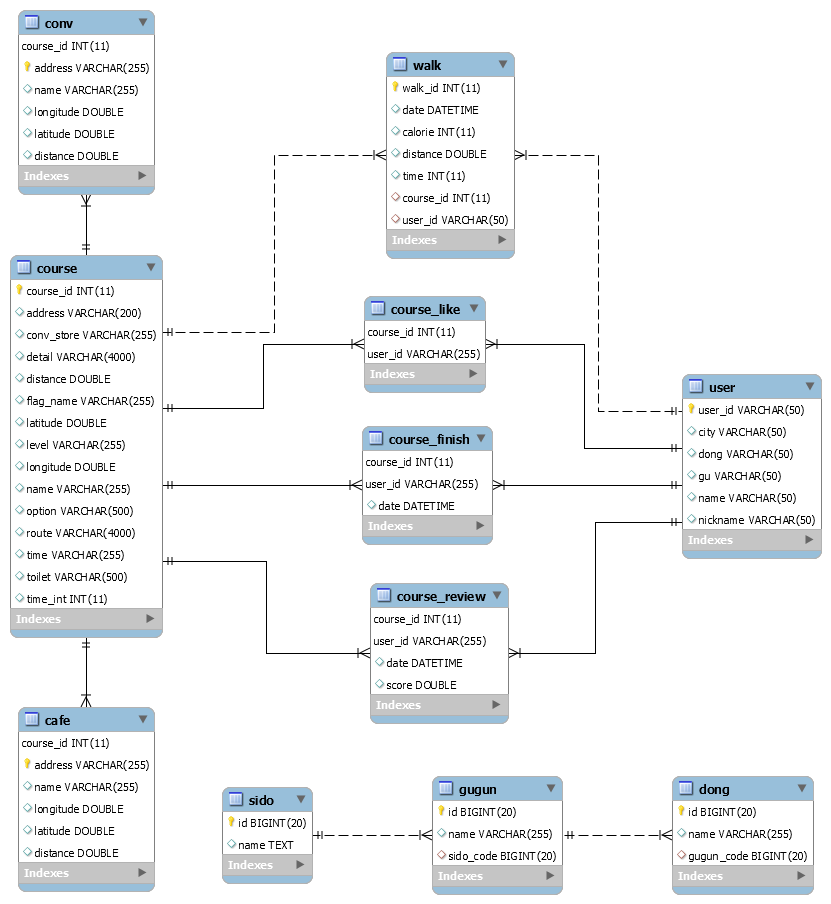 conv
course_id INT(11)
address VARCHAR(255)
name VARCHAR(255)
longitude DOUBLE
latitude DOUBLE
distance DOUBLE
Indexes
walk
walk_id INT(11)
date DATETIME
calorie INT(11)
distance DOUBLE
time INT(11)
course_id INT(11)
user_id VARCHAR(50)
Indexes
course
course_id INT(11)
address VARCHAR(200)
conv_store VARCHAR(255)
detail VARCHAR(4000)
distance DOUBLE
flag_name VARCHAR(255)
latitude DOUBLE
level VARCHAR(255)
longitude DOUBLE
name VARCHAR(255)
option VARCHAR(500)
route VARCHAR(4000)
time VARCHAR(255)
toilet VARCHAR(500)
time_int INT(11)
Indexes
course_like
course_id INT(11)
user_id VARCHAR(255)
Indexes
user
user_id VARCHAR(50)
city VARCHAR(50)
dong VARCHAR(50)
gu VARCHAR(50)
name VARCHAR(50)
nickname VARCHAR(50)
Indexes
course_finish
course_id INT(11)
user_id VARCHAR(255)
date DATETIME
Indexes
course_review
course_id INT(11)
user_id VARCHAR(255)
date DATETIME
score DOUBLE
Indexes
cafe
course_id INT(11)
address VARCHAR(255)
name VARCHAR(255)
longitude DOUBLE
latitude DOUBLE
distance DOUBLE
Indexes
sido
id BIGINT(20)
name TEXT
Indexes
gugun
id BIGINT(20)
name VARCHAR(255)
sido_code BIGINT(20)
Indexes
dong
id BIGINT(20)
name VARCHAR(255)
gugun_code BIGINT(20)
Indexes